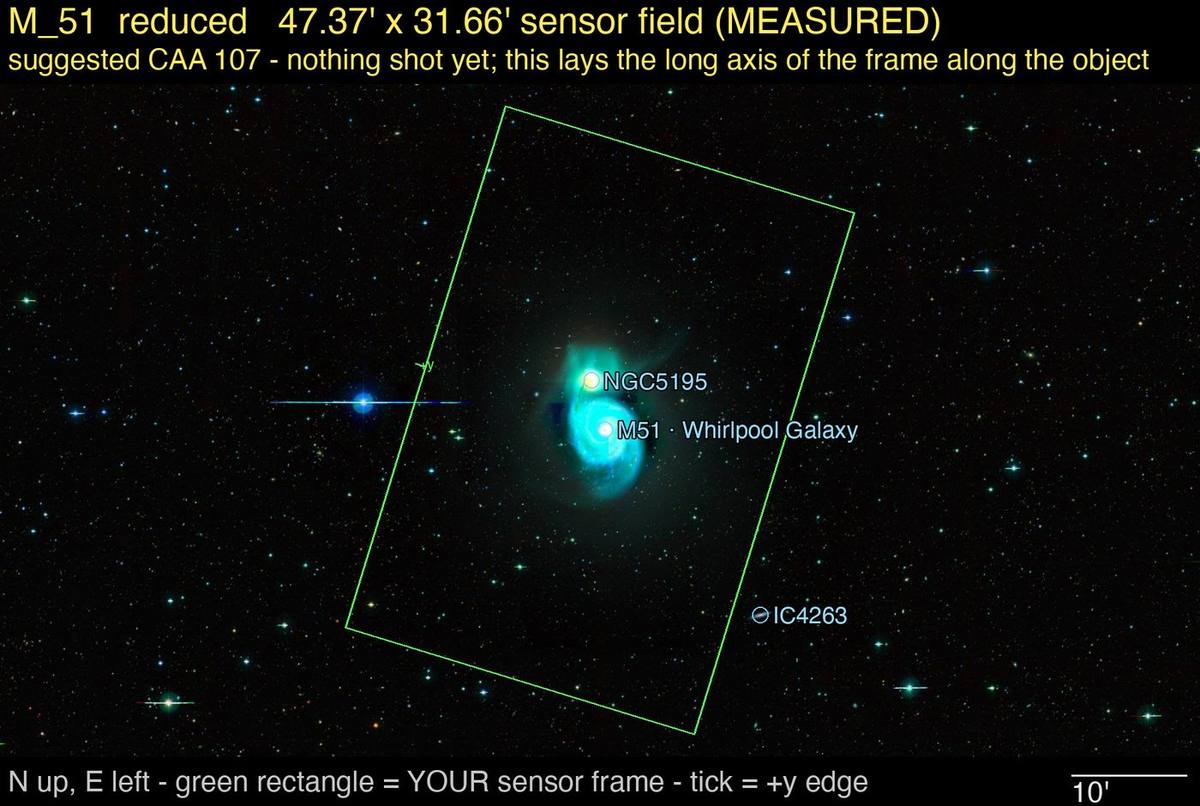 M_51 reduced 47.37' x 31.66' sensor field (MEASURED)
suggested CAA 107 - nothing shot yet; this lays the long axis of the frame along the object
+y
NGC5195
M51 · Whirlpool Galaxy
IC4263
N up, E left - green rectangle = YOUR sensor frame - tick = +y edge
10'